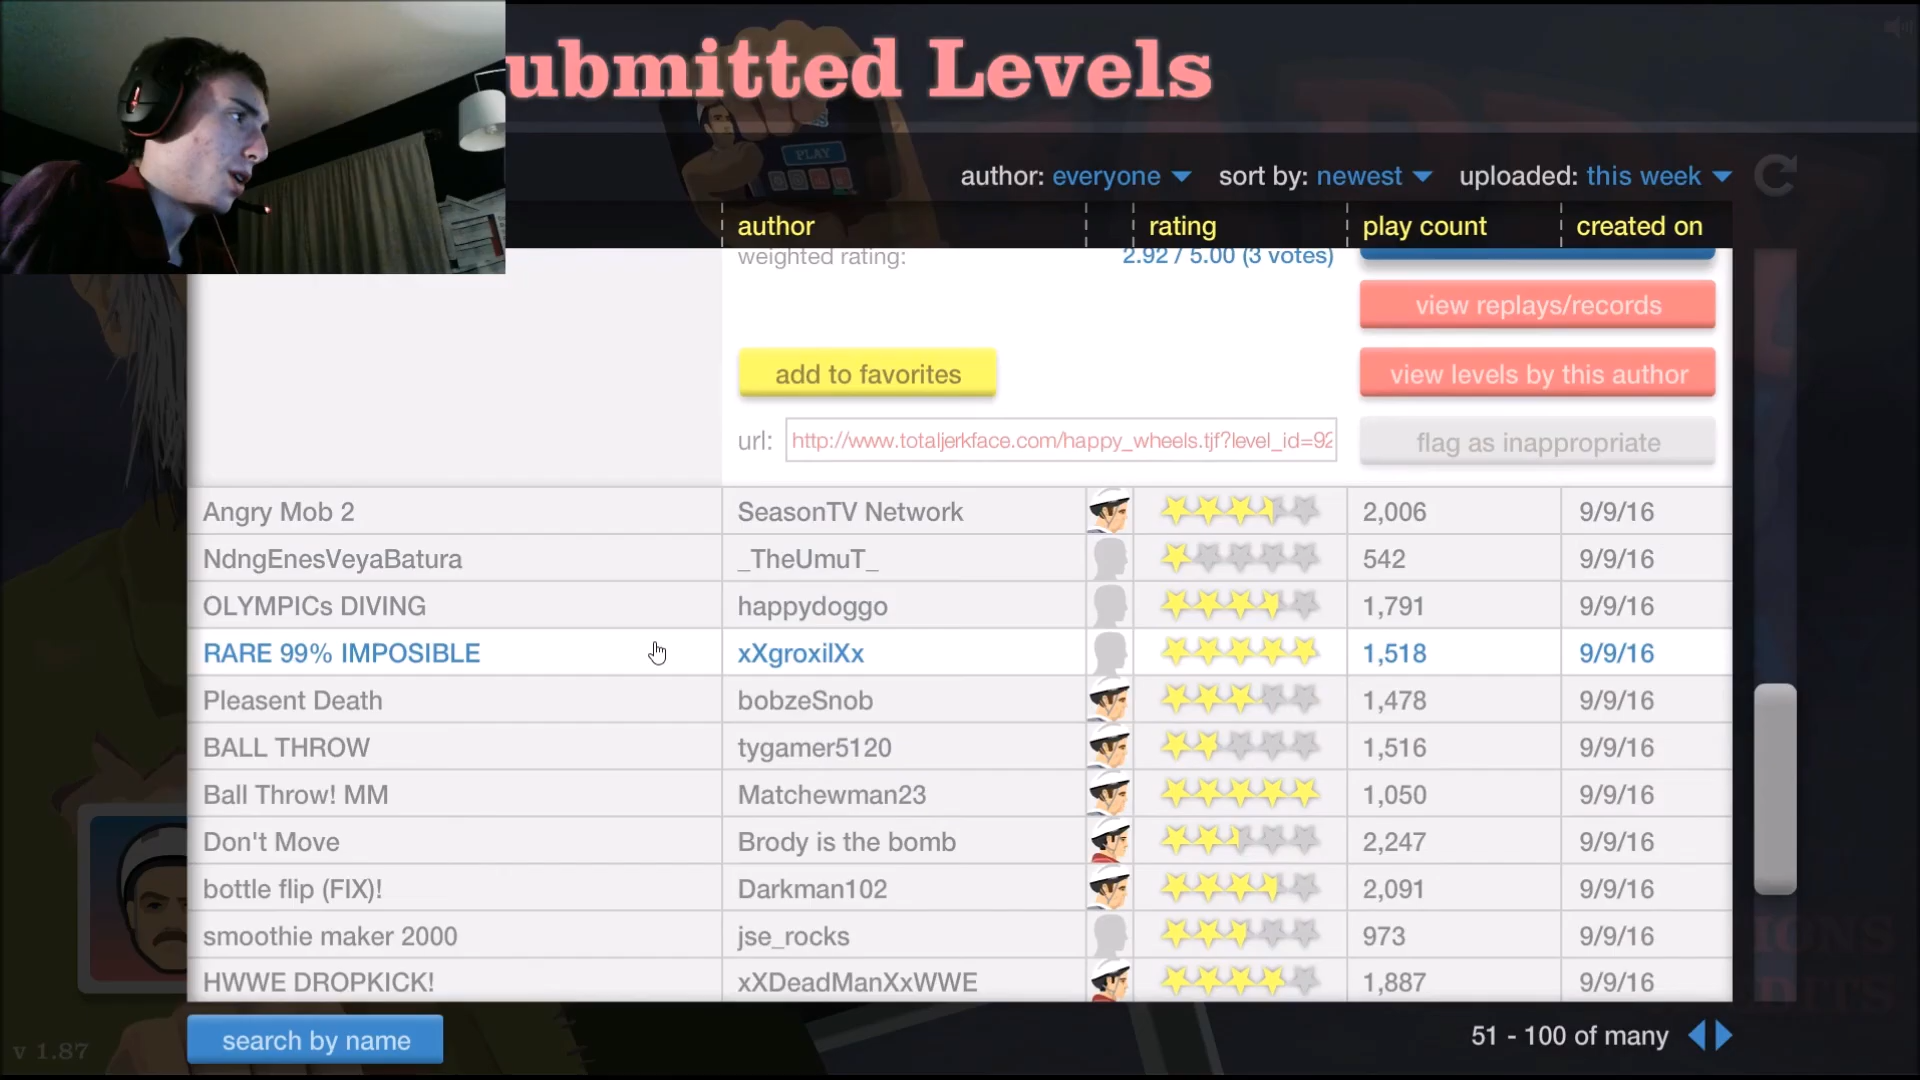 ubmitted Levels
PLAY
author: everyone sort by: newest uploaded: this week
author rating play count created on
weighted rating: 2.92 / 5.00 (3 votes)
view replays/records
add to favorites view levels by this author
url: http://www.totaljerkface.com/happy_wheels.tjf?level_id=92 flag as inappropriate
Angry Mob 2 SeasonTV Network 2,006 9/9/16
NdngEnesVeyaBatura _TheUmuT_ 542 9/9/16
OLYMPICs DIVING happydoggo 1,791 9/9/16
RARE 99% IMPOSIBLE xXgroxilXx 1,518 9/9/16
Pleasent Death bobzeSnob 1,478 9/9/16
BALL THROW tygamer5120 1,516 9/9/16
Ball Throw! MM Matchewman23 1,050 9/9/16
Don't Move Brody is the bomb 2,247 9/9/16
bottle flip (FIX)! Darkman102 2,091 9/9/16
smoothie maker 2000 jse_rocks 973 9/9/16
HWWE DROPKICK! xXDeadManXxWWE 1,887 9/9/16
search by name 51 - 100 of many
v 1.87